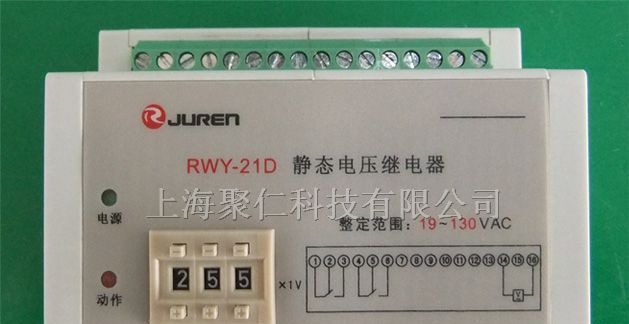 JUREN
RWY-21D 静态电压继电器
上海聚仁科技有限公司
电源
整定范围：19~130VAC
2 5 5 ×1V
1 2 3 4 5 6 7 8 9 10 11 12 13 14 15 16
V
动作